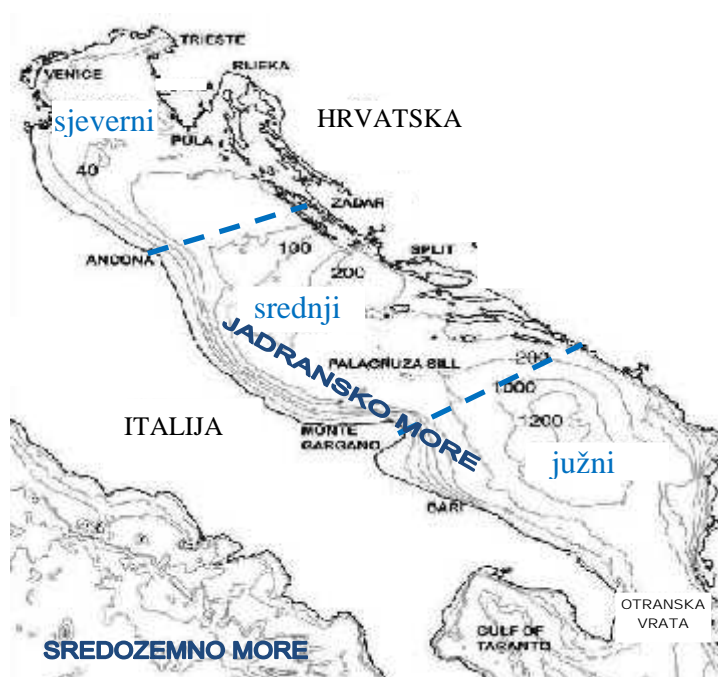 TRIESTE
VENICE
RIJEKA
sjeverni
HRVATSKA
PULA
40
ZADAR
ANCONA
100
SPLIT
200
srednji
JADRANSKO MORE
PALAGRUZA SILL
200
1000
1200
ITALIJA
MONTE
GARGANO
južni
BARI
OTRANSKA
VRATA
GULF OF
TARANTO
SREDOZEMNO MORE